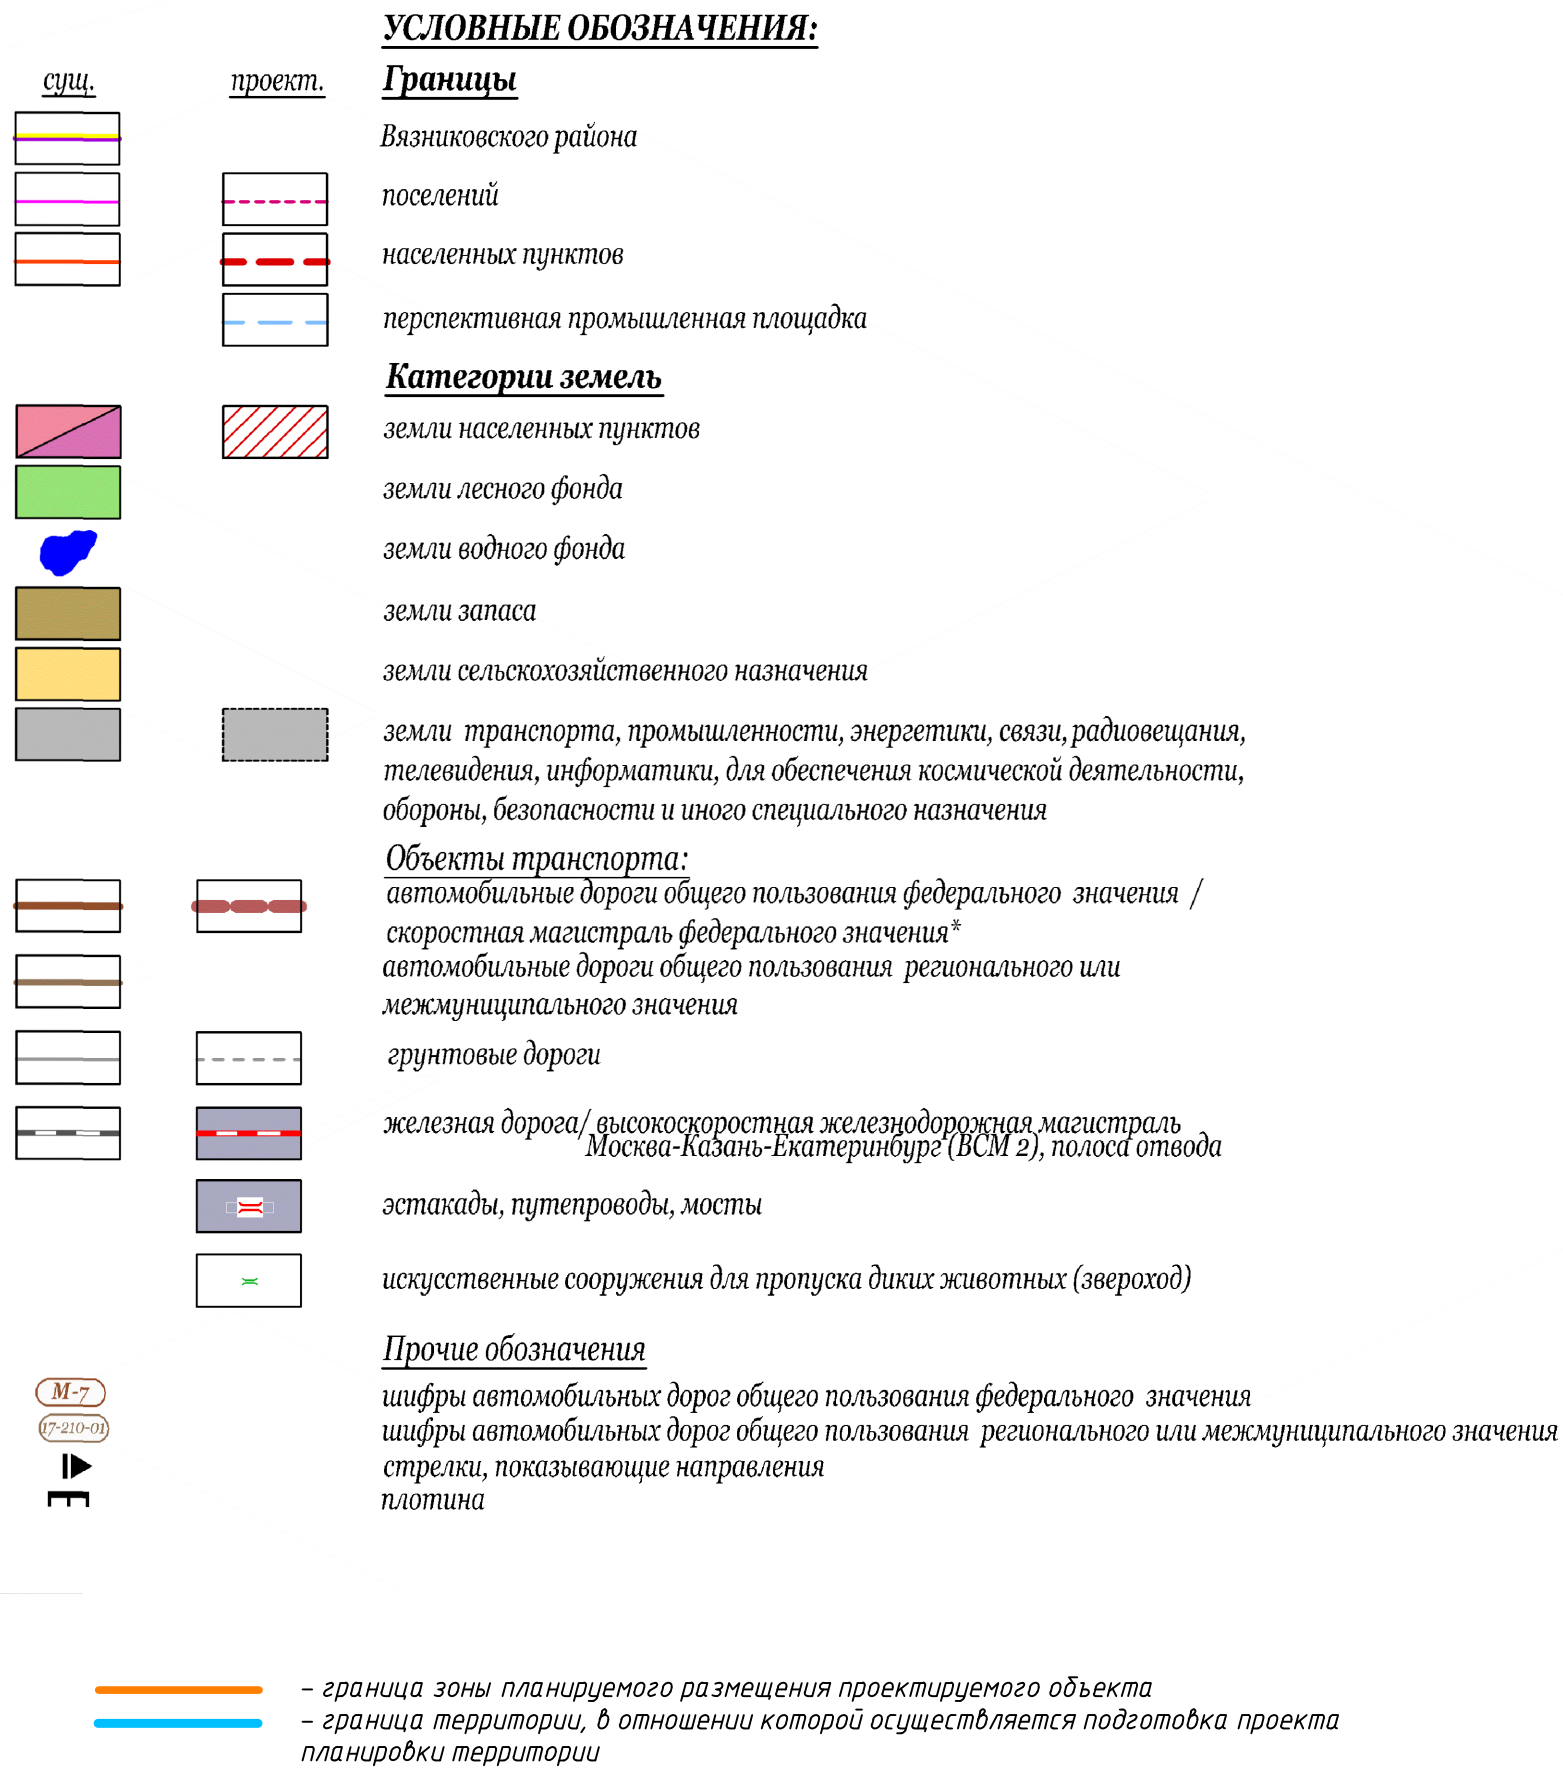 УСЛОВНЫЕ ОБОЗНАЧЕНИЯ:
сущ. проект. Границы
Вязниковского района
поселений
населенных пунктов
перспективная промышленная площадка
Категории земель
земли населенных пунктов
земли лесного фонда
земли водного фонда
земли запаса
земли сельскохозяйственного назначения
земли транспорта, промышленности, энергетики, связи, радиовещания,
телевидения, информатики, для обеспечения космической деятельности,
обороны, безопасности и иного специального назначения
Объекты транспорта:
автомобильные дороги общего пользования федерального значения /
скоростная магистраль федерального значения*
автомобильные дороги общего пользования регионального или
межмуниципального значения
грунтовые дороги
железная дорога/ высокоскоростная железнодорожная магистраль
Москва-Казань-Екатеринбург (ВСМ 2), полоса отвода
эстакады, путепроводы, мосты
искусственные сооружения для пропуска диких животных (звероход)
Прочие обозначения
М-7 шифры автомобильных дорог общего пользования федерального значения
17-210-01 шифры автомобильных дорог общего пользования регионального или межмуниципального значения
стрелки, показывающие направления
плотина
– граница зоны планируемого размещения проектируемого объекта
– граница территории, в отношении которой осуществляется подготовка проекта
планировки территории